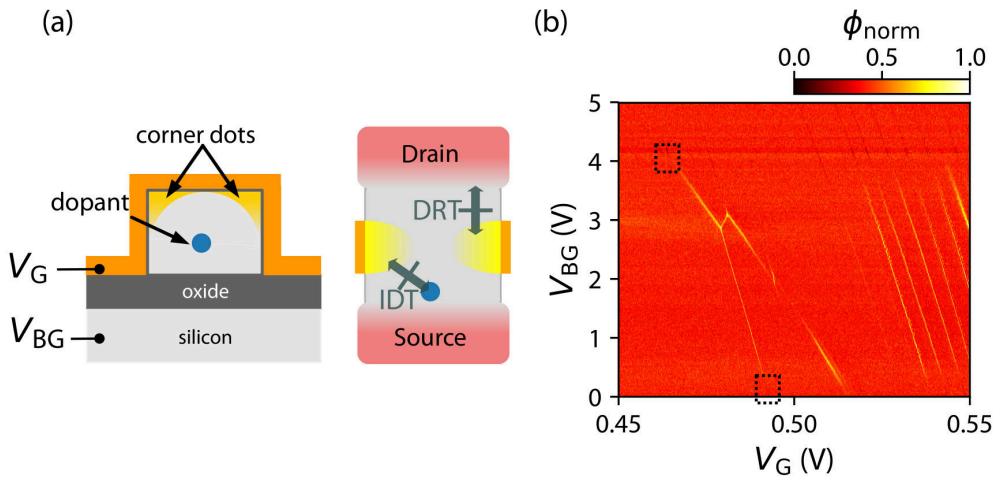 (a)
corner dots
dopant
V_G
oxide
V_BG
silicon
Drain
DRT
IDT
Source
(b)
ϕ_norm
0.0 0.5 1.0
5
4
3
2
1
0
V_BG (V)
0.45 0.50 0.55
V_G (V)